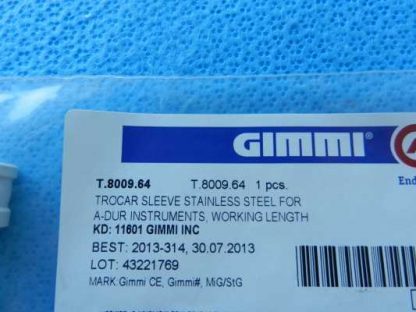 GIMMI®
T.8009.64 T.8009.64 1 pcs.
TROCAR SLEEVE STAINLESS STEEL FOR
A-DUR INSTRUMENTS, WORKING LENGTH
KD: 11601 GIMMI INC
BEST: 2013-314, 30.07.2013
LOT: 43221769
MARK Gimmi CE, Gimmi#, MiG/StG